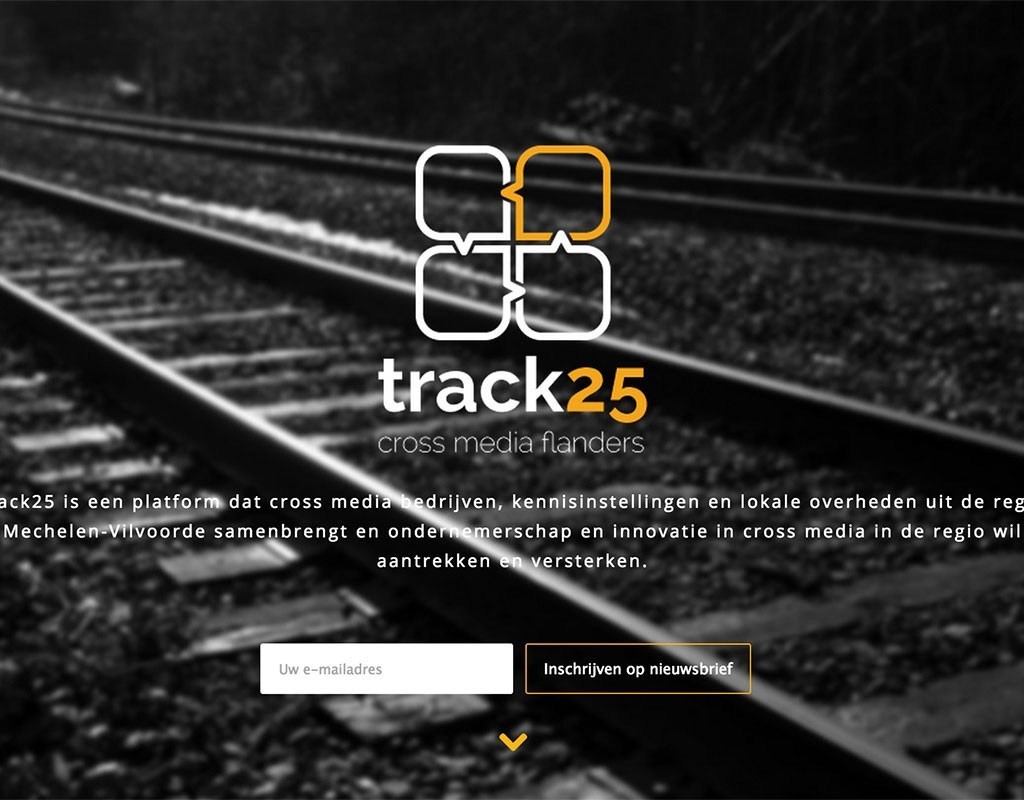 track25
cross media flanders
ack25 is een platform dat cross media bedrijven, kennisinstellingen en lokale overheden uit de reg
Mechelen-Vilvoorde samenbrengt en ondernemerschap en innovatie in cross media in de regio wil
aantrekken en versterken.
Uw e-mailadres
Inschrijven op nieuwsbrief